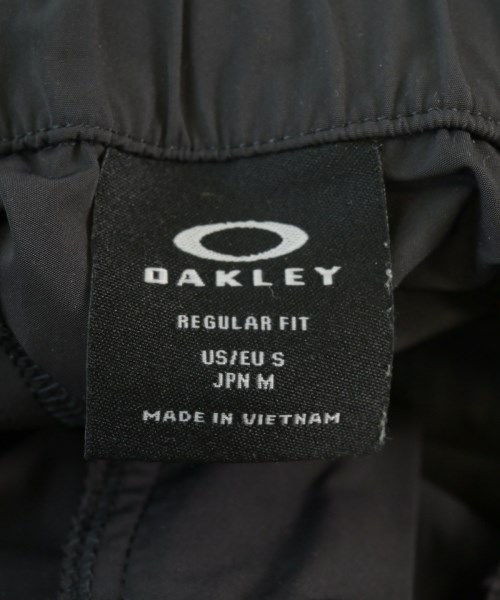 OAKLEY
REGULAR FIT
US/EU S
JPN M
MADE IN VIETNAM